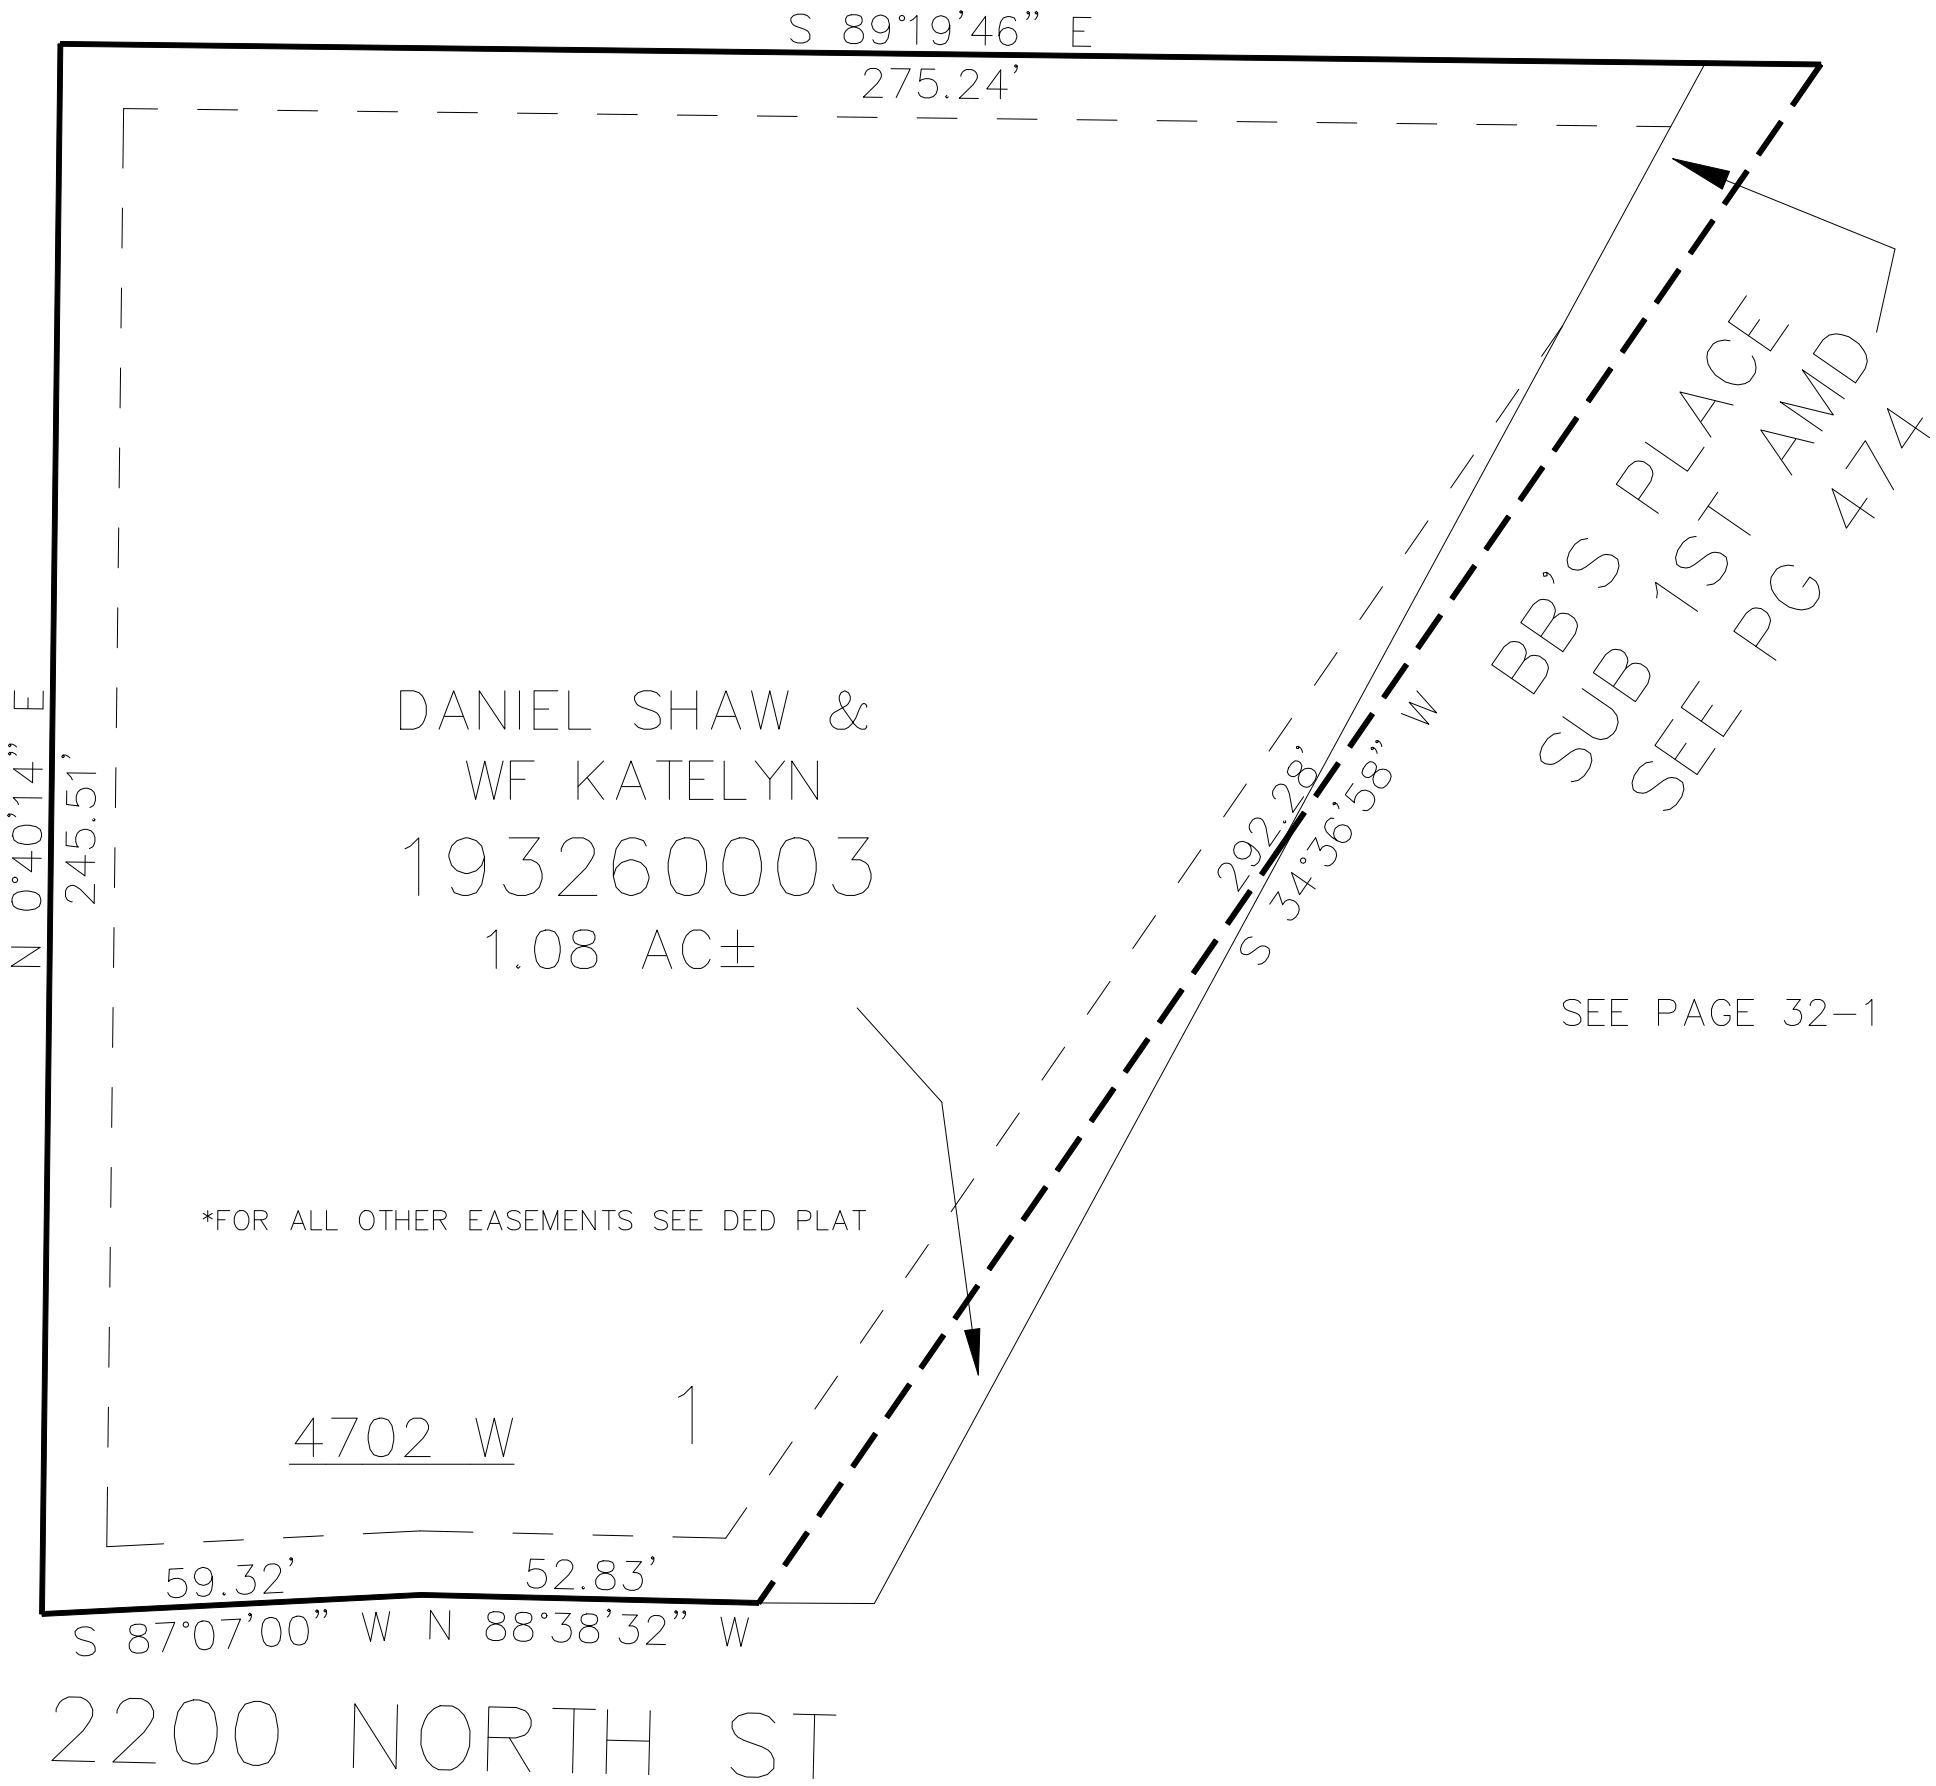 S 89°19'46" E
275.24'
N 0°40'14" E
245.51'
DANIEL SHAW &
WF KATELYN
193260003
1.08 AC±
292.28'
S 34°36'58" W
BB'S PLACE
SUB 1ST AMD
SEE PG 474
SEE PAGE 32-1
*FOR ALL OTHER EASEMENTS SEE DED PLAT
4702 W
1
59.32'
52.83'
S 87°07'00" W
N 88°38'32" W
2200 NORTH ST